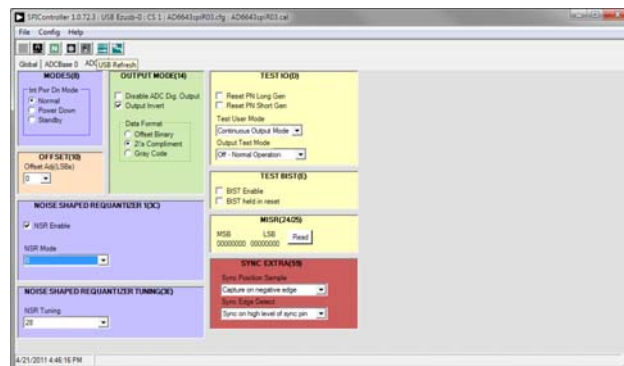 SPIController 1.0.72.3 : USB Ezusb-0 : CS 1 : AD6643spiR03.cfg : AD6643spiR03.cal
File Config Help
Global ADCBase 0 USB Refresh
MODES(8)
Int Pwr Dn Mode
Normal
Power Down
Standby
OFFSET(10)
Offset Adj(LSBs)
0
OUTPUT MODE(14)
Disable ADC Dig. Output
Output Invert
Data Format
Offset Binary
2\s Compliment
Gray Code
NOISE SHAPED REQUANTIZER 1(3C)
NSR Enable
NSR Mode
0
NOISE SHAPED REQUANTIZER TUNING(3E)
NSR Tuning
28
TEST IO(D)
Reset PN Long Gen
Reset PN Short Gen
Test User Mode
Continuous Output Mode
Output Test Mode
Off - Normal Operation
TEST BIST(E)
BIST Enable
BIST held in reset
MISR(24,25)
MSB LSB
00000000 00000000 Read
SYNC EXTRA(59)
Sync Position Sample
Capture on negative edge
Sync Edge Detect
Sync on high level of sync pin
4/21/2011 4:46:16 PM